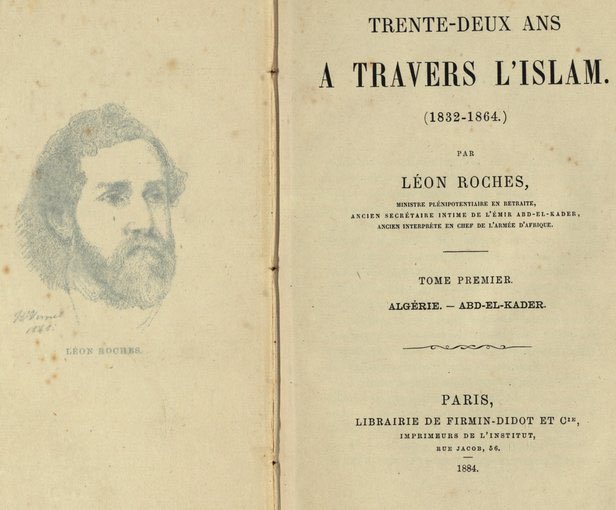 H Vernet
1841.
LÉON ROCHES.
TRENTE-DEUX ANS
A TRAVERS L'ISLAM.
(1832-1864.)
PAR
LÉON ROCHES,
MINISTRE PLÉNIPOTENTIAIRE EN RETRAITE,
ANCIEN SECRÉTAIRE INTIME DE L'ÉMIR ABD-EL-KADER,
ANCIEN INTERPRÈTE EN CHEF DE L'ARMÉE D'AFRIQUE.
TOME PREMIER.
ALGÉRIE. — ABD-EL-KADER.
PARIS,
LIBRAIRIE DE FIRMIN-DIDOT ET Cᴵᴱ,
IMPRIMEURS DE L'INSTITUT,
RUE JACOB, 56.
1884.